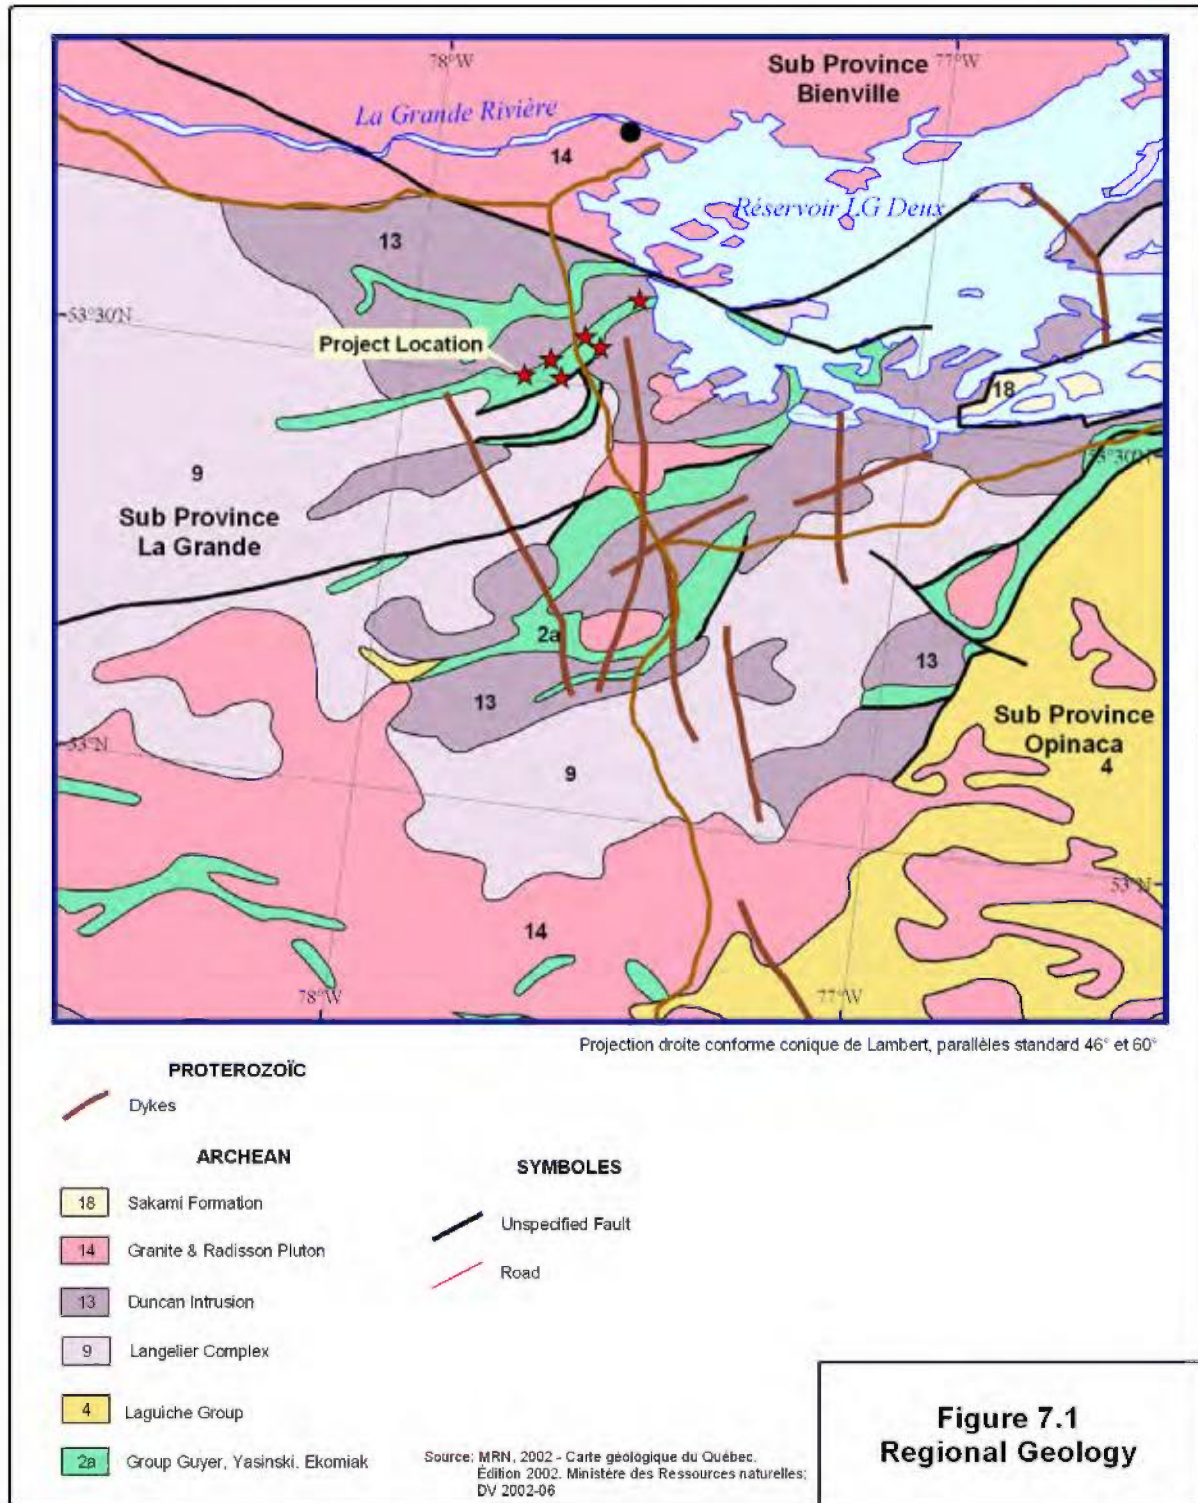 78°W
77°W
Sub Province
Bienville
La Grande Rivière
14
Réservoir LG Deux
13
53°30'N
Project Location
18
53°30'N
9
Sub Province
La Grande
2a
13
13
Sub Province
Opinaca
4
53°N
9
53°N
14
78°W
77°W
Projection droite conforme conique de Lambert, parallèles standard 46° et 60°
PROTEROZOÏC
Dykes
ARCHEAN
18 Sakami Formation
14 Granite & Radisson Pluton
13 Duncan Intrusion
9 Langelier Complex
4 Laguiche Group
2a Group Guyer, Yasinski. Ekomiak
SYMBOLES
Unspecified Fault
Road
Source: MRN, 2002 - Carte géologique du Québec.
Édition 2002. Ministère des Ressources naturelles;
DV 2002-06
Figure 7.1
Regional Geology